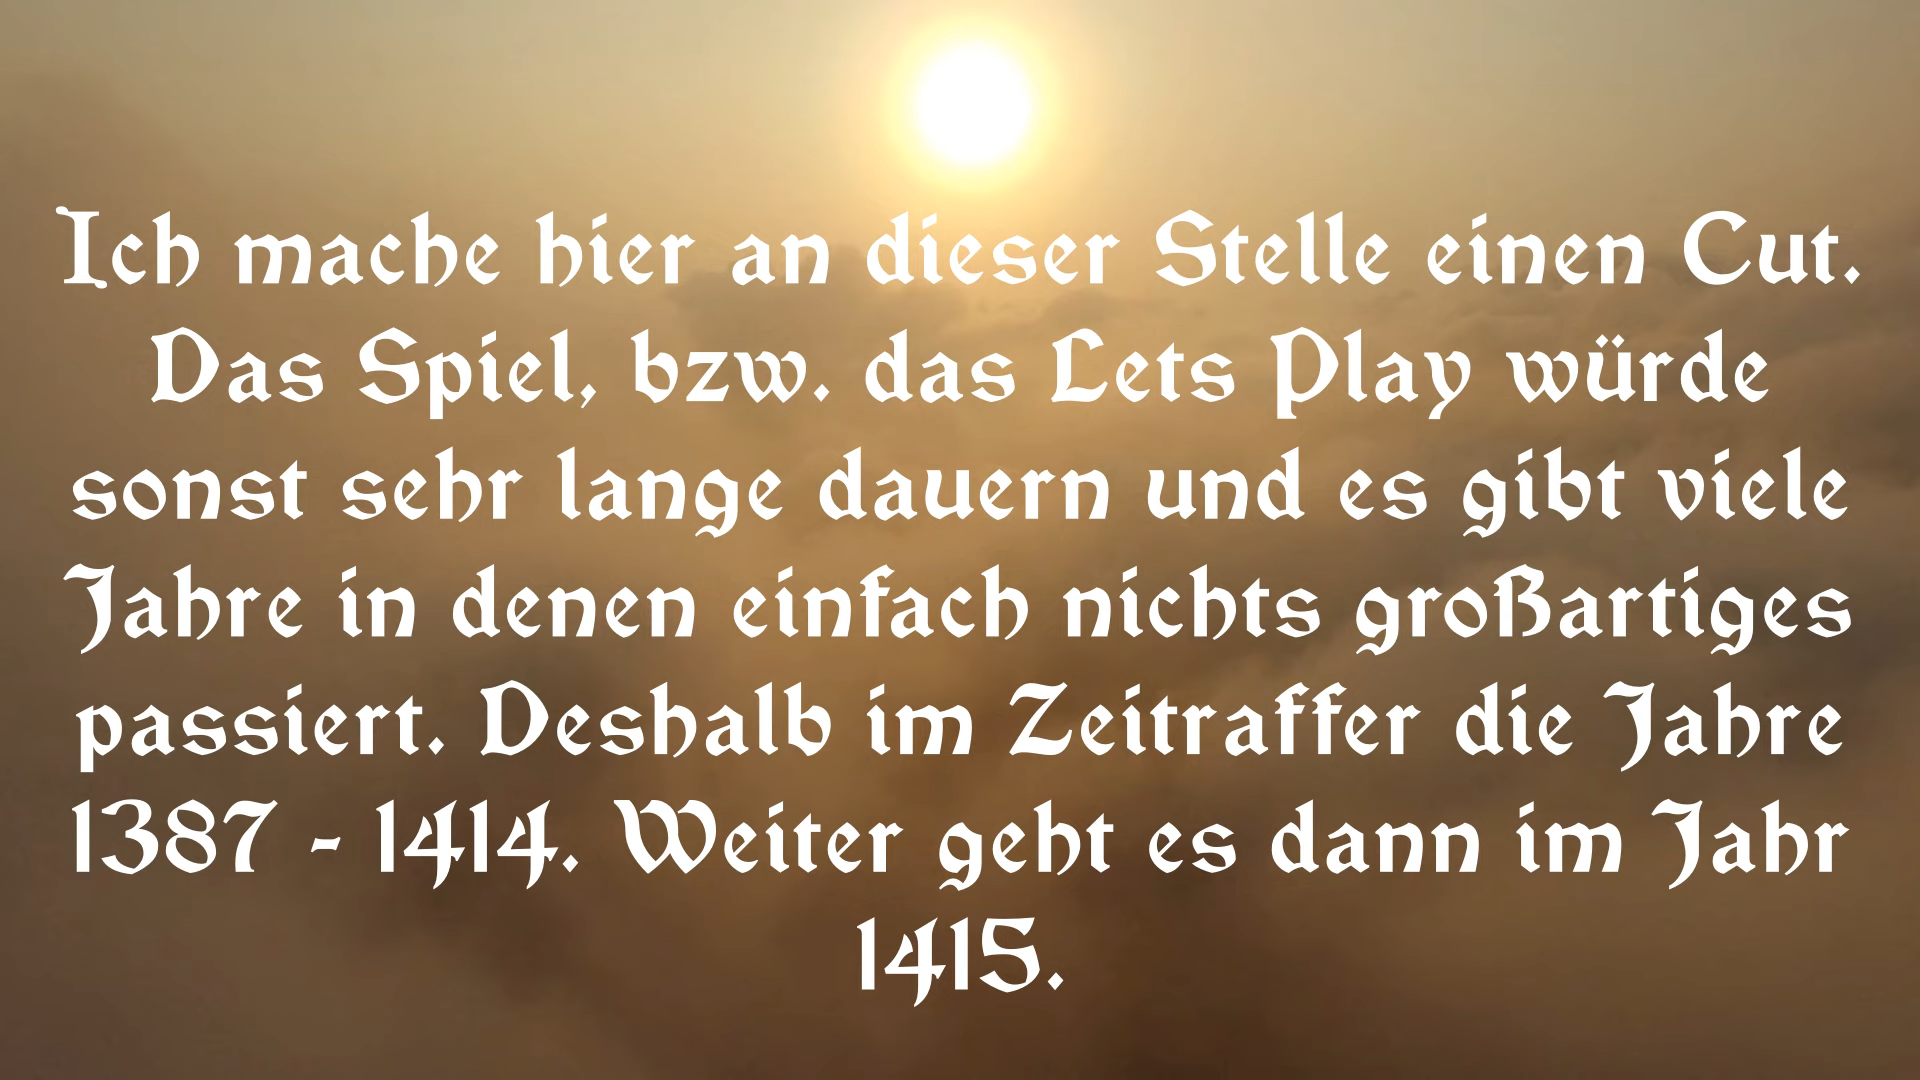 Ich mache hier an dieser Stelle einen Cut.
Das Spiel, bzw. das Lets Play würde
sonst sehr lange dauern und es gibt viele
Jahre in denen einfach nichts großartiges
passiert. Deshalb im Zeitraffer die Jahre
1387 - 1414. Weiter geht es dann im Jahr
1415.